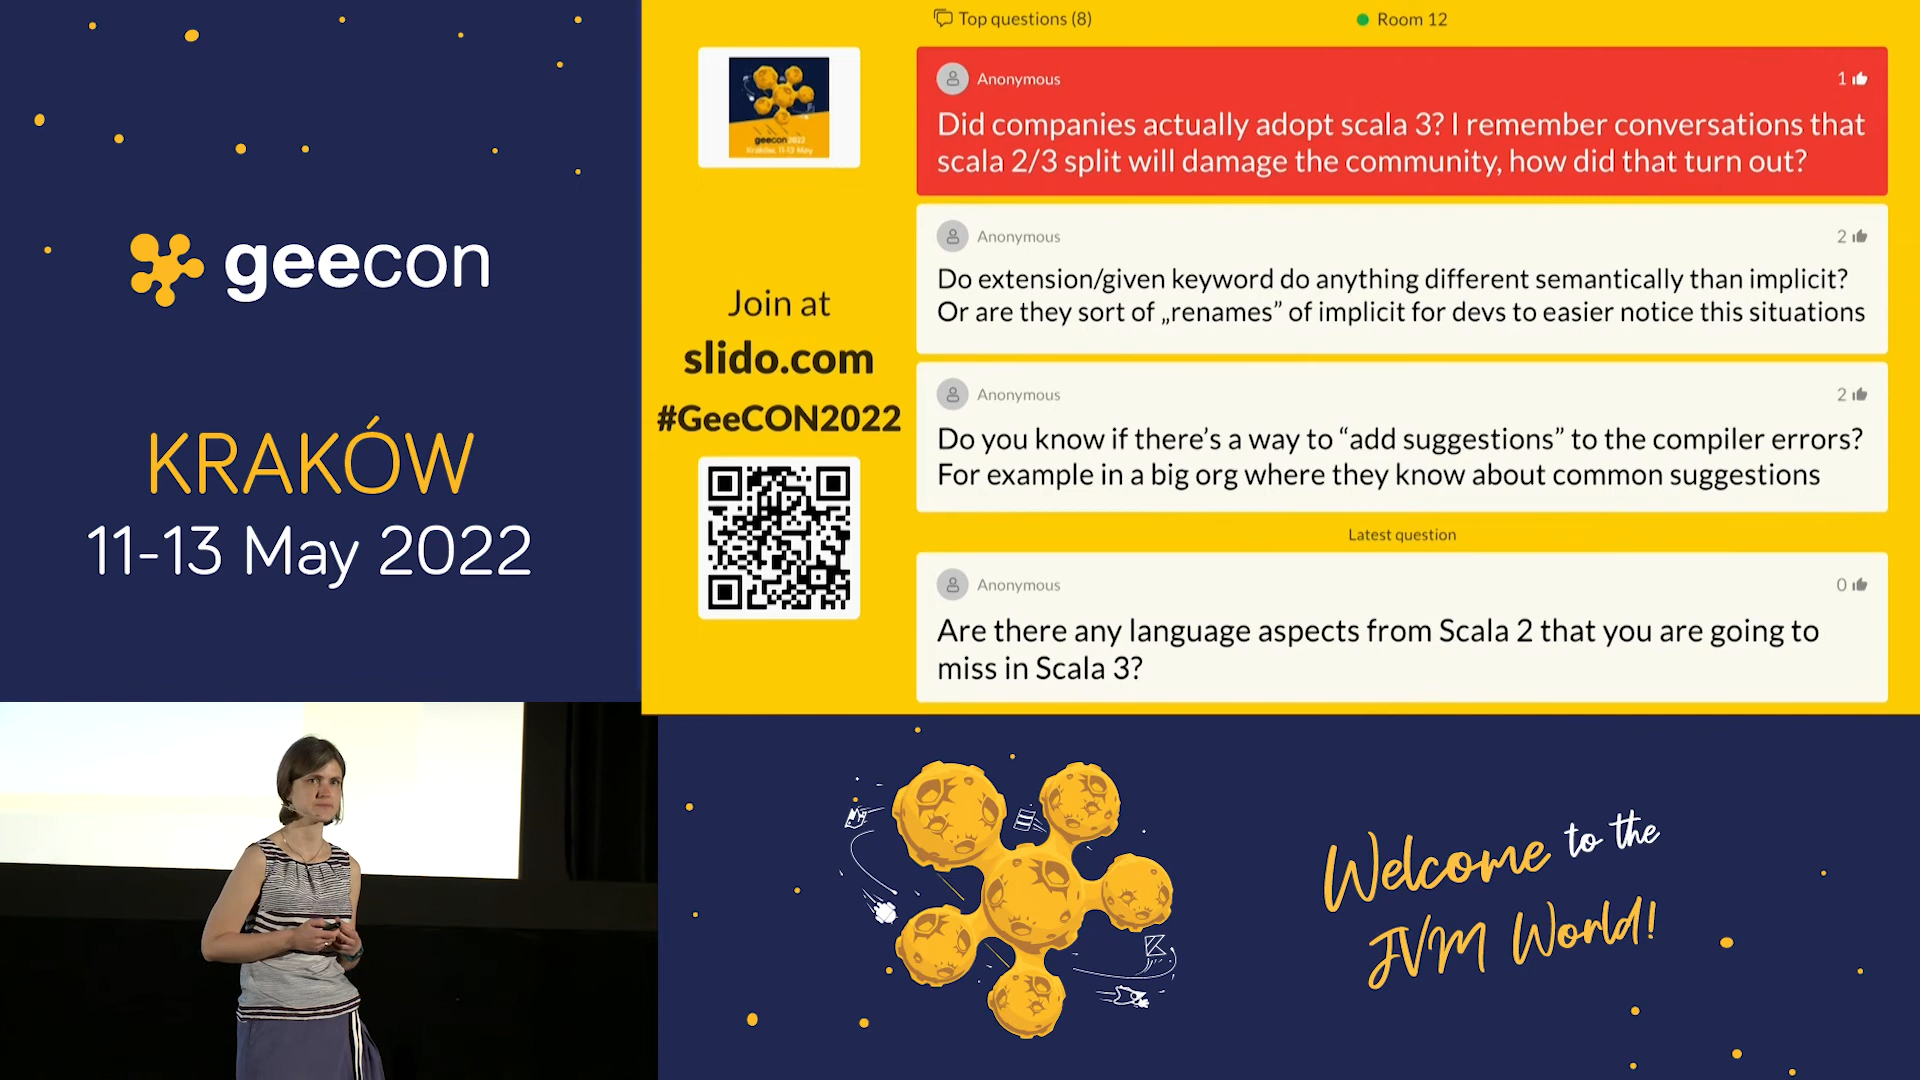 geecon
KRAKÓW
11-13 May 2022
Top questions (8)
Room 12
geecon 2022
Kraków, 11-13 May
Join at
slido.com
#GeeCON2022
Anonymous
1
Did companies actually adopt scala 3? I remember conversations that
scala 2/3 split will damage the community, how did that turn out?
Anonymous
2
Do extension/given keyword do anything different semantically than implicit?
Or are they sort of „renames” of implicit for devs to easier notice this situations
Anonymous
2
Do you know if there’s a way to “add suggestions” to the compiler errors?
For example in a big org where they know about common suggestions
Latest question
Anonymous
0
Are there any language aspects from Scala 2 that you are going to
miss in Scala 3?
Welcome to the
JVM World!